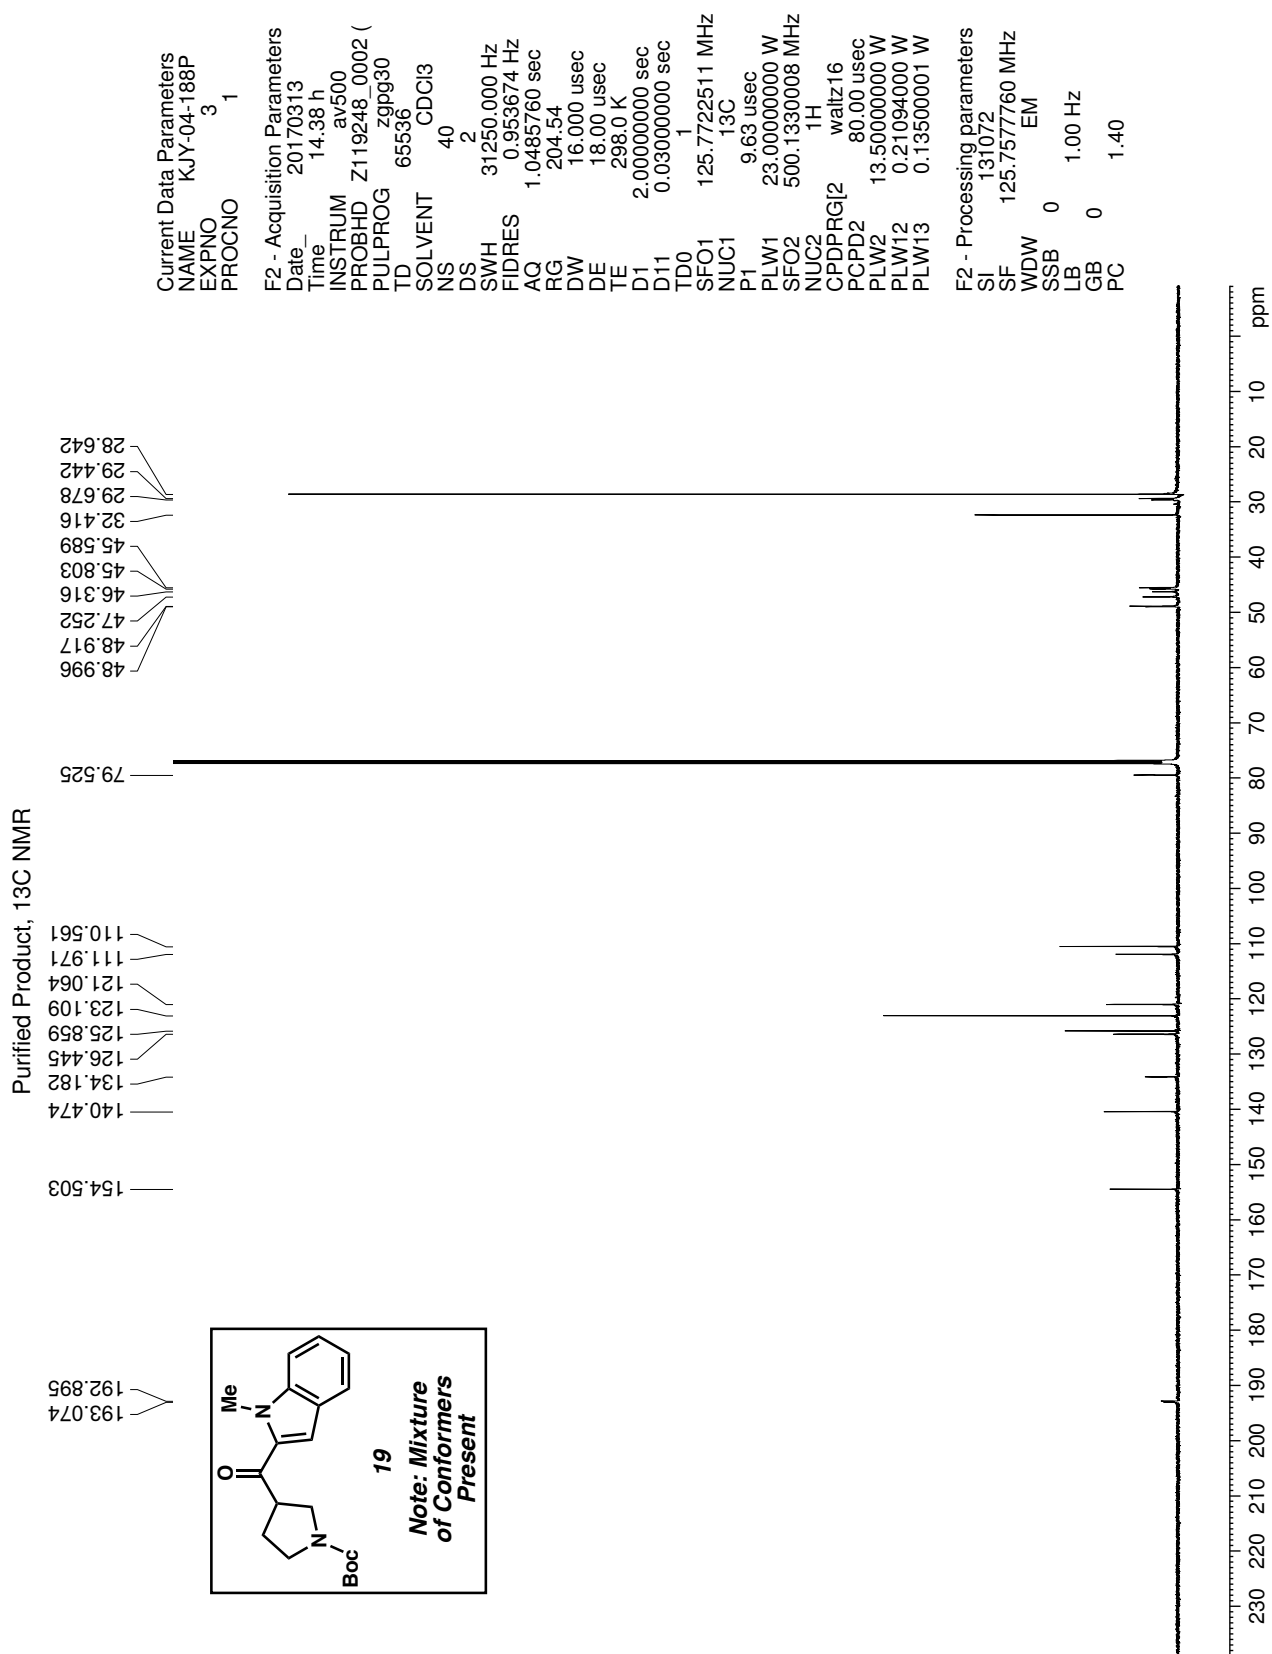 Purified Product, 13C NMR
193.074
192.895
154.503
140.474
134.182
126.445
125.859
123.109
121.064
111.971
110.561
79.525
48.996
48.917
47.252
46.316
45.803
45.589
32.416
29.678
29.442
28.642
Current Data Parameters
NAME KJY-04-188P
EXPNO 3
PROCNO 1
F2 - Acquisition Parameters
Date_ 20170313
Time 14.38 h
INSTRUM av500
PROBHD Z119248_0002 (
PULPROG zgpg30
TD 65536
SOLVENT CDCl3
NS 40
DS 2
SWH 31250.000 Hz
FIDRES 0.953674 Hz
AQ 1.0485760 sec
RG 204.54
DW 16.000 usec
DE 18.00 usec
TE 298.0 K
D1 2.00000000 sec
D11 0.03000000 sec
TD0 1
SFO1 125.7722511 MHz
NUC1 13C
P1 9.63 usec
PLW1 23.00000000 W
SFO2 500.1330008 MHz
NUC2 1H
CPDPRG[2 waltz16
PCPD2 80.00 usec
PLW2 13.50000000 W
PLW12 0.21094000 W
PLW13 0.13500001 W
F2 - Processing parameters
SI 131072
SF 125.7577760 MHz
WDW EM
SSB 0
LB 1.00 Hz
GB 0
PC 1.40
O
Me
N
N
Boc
19
Note: Mixture
of Conformers
Present
230 220 210 200 190 180 170 160 150 140 130 120 110 100 90 80 70 60 50 40 30 20 10 ppm